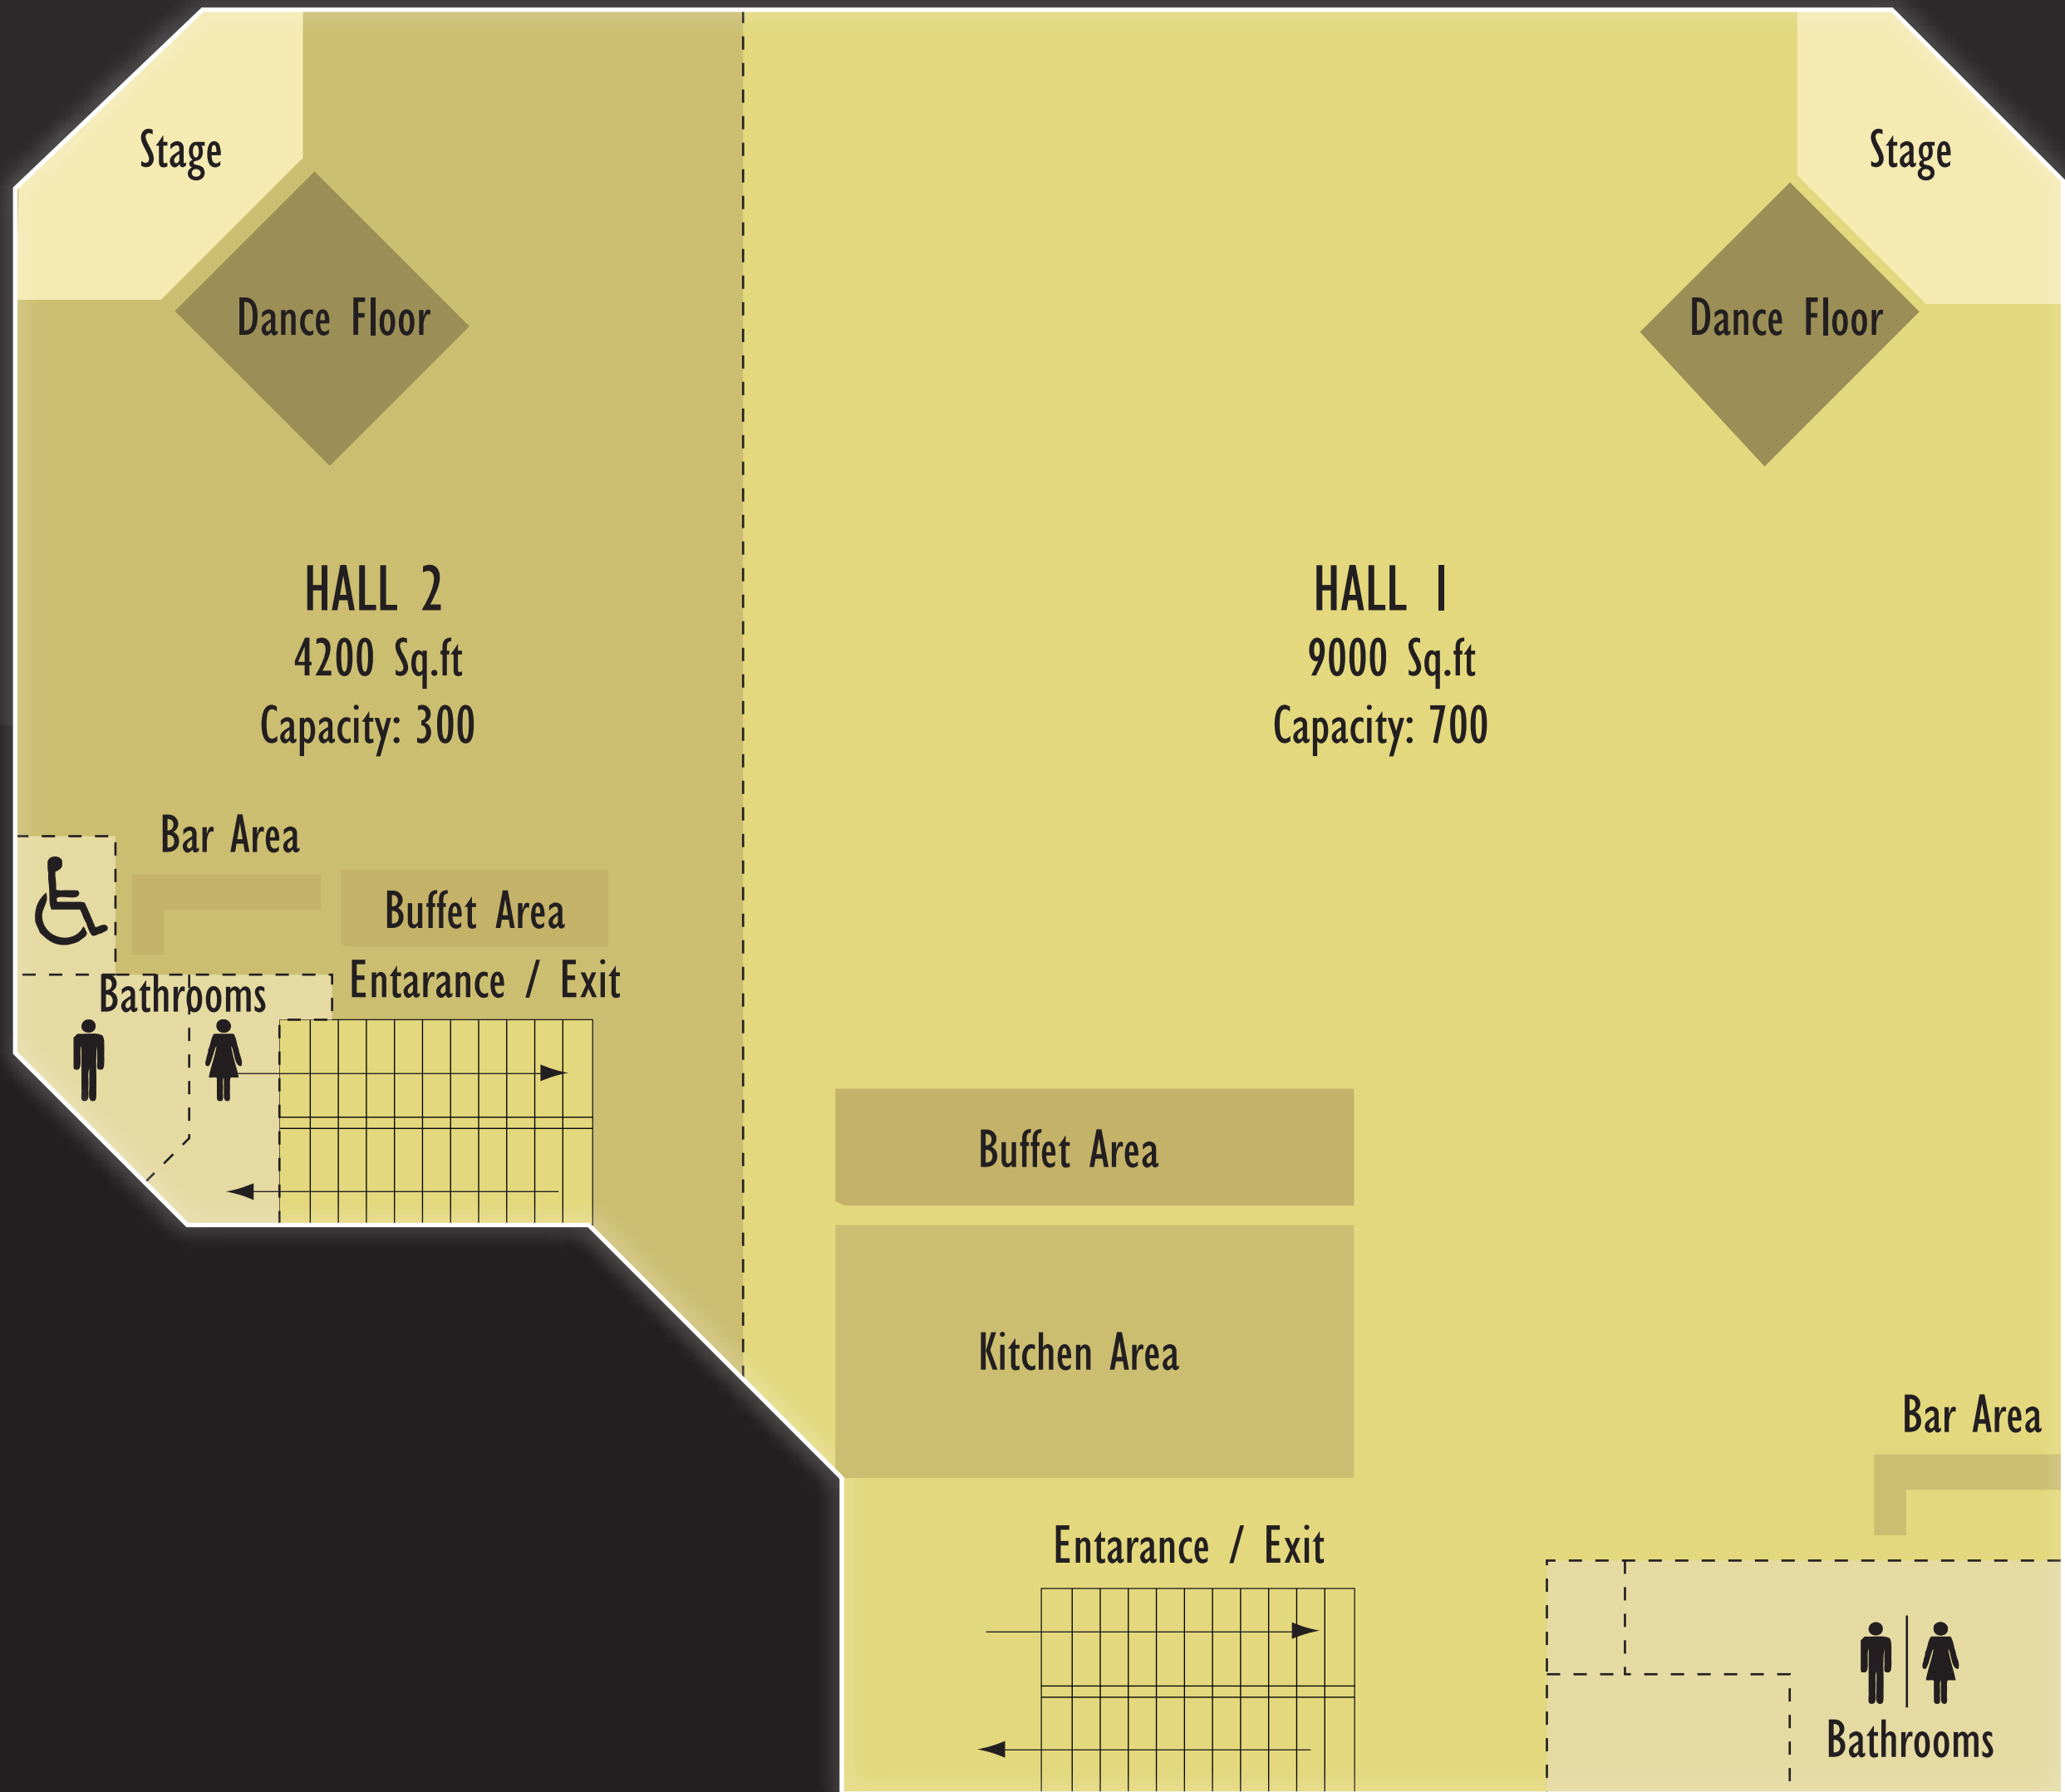 Stage
Stage
Dance Floor
Dance Floor
HALL 2
4200 Sq.ft
Capacity: 300
HALL 1
9000 Sq.ft
Capacity: 700
Bar Area
Buffet Area
Entarance / Exit
Bathrooms
Buffet Area
Kitchen Area
Bar Area
Entarance / Exit
Bathrooms